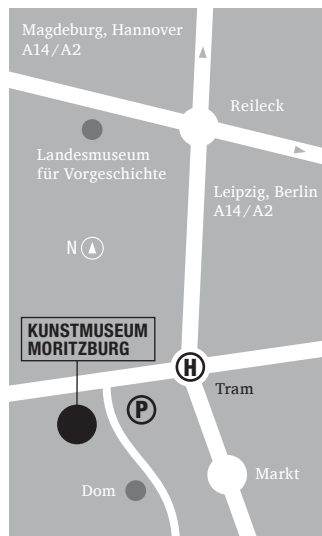 Magdeburg, Hannover
A14/A2
Reileck
Landesmuseum
für Vorgeschichte
Leipzig, Berlin
A14/A2
N
KUNSTMUSEUM
MORITZBURG
H
Tram
P
Markt
Dom